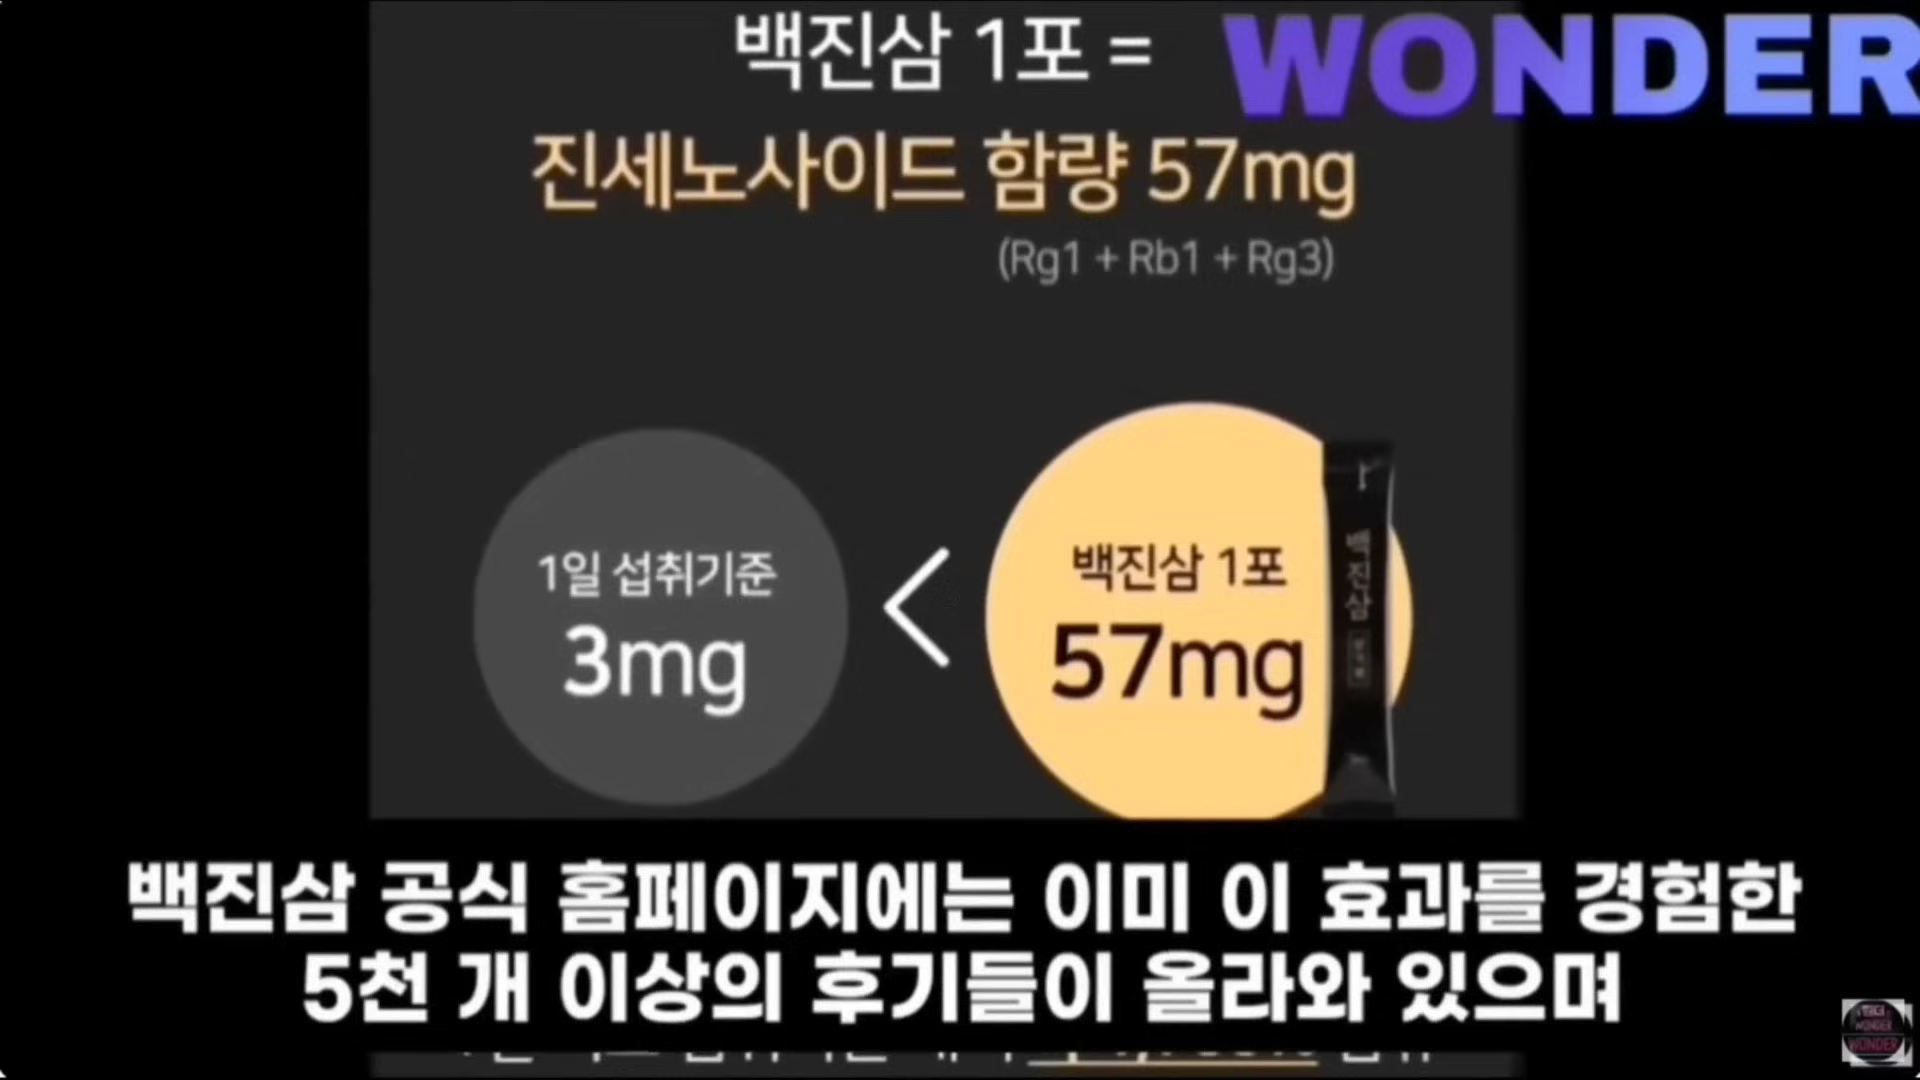 백진삼 1포 =
WONDER
진세노사이드 함량 57mg
(Rg1 + Rb1 + Rg3)
1일 섭취기준
3mg
<
백진삼 1포
57mg
백진삼
백진삼 공식 홈페이지에는 이미 이 효과를 경험한
5천 개 이상의 후기들이 올라와 있으며
WONDER
WONDER